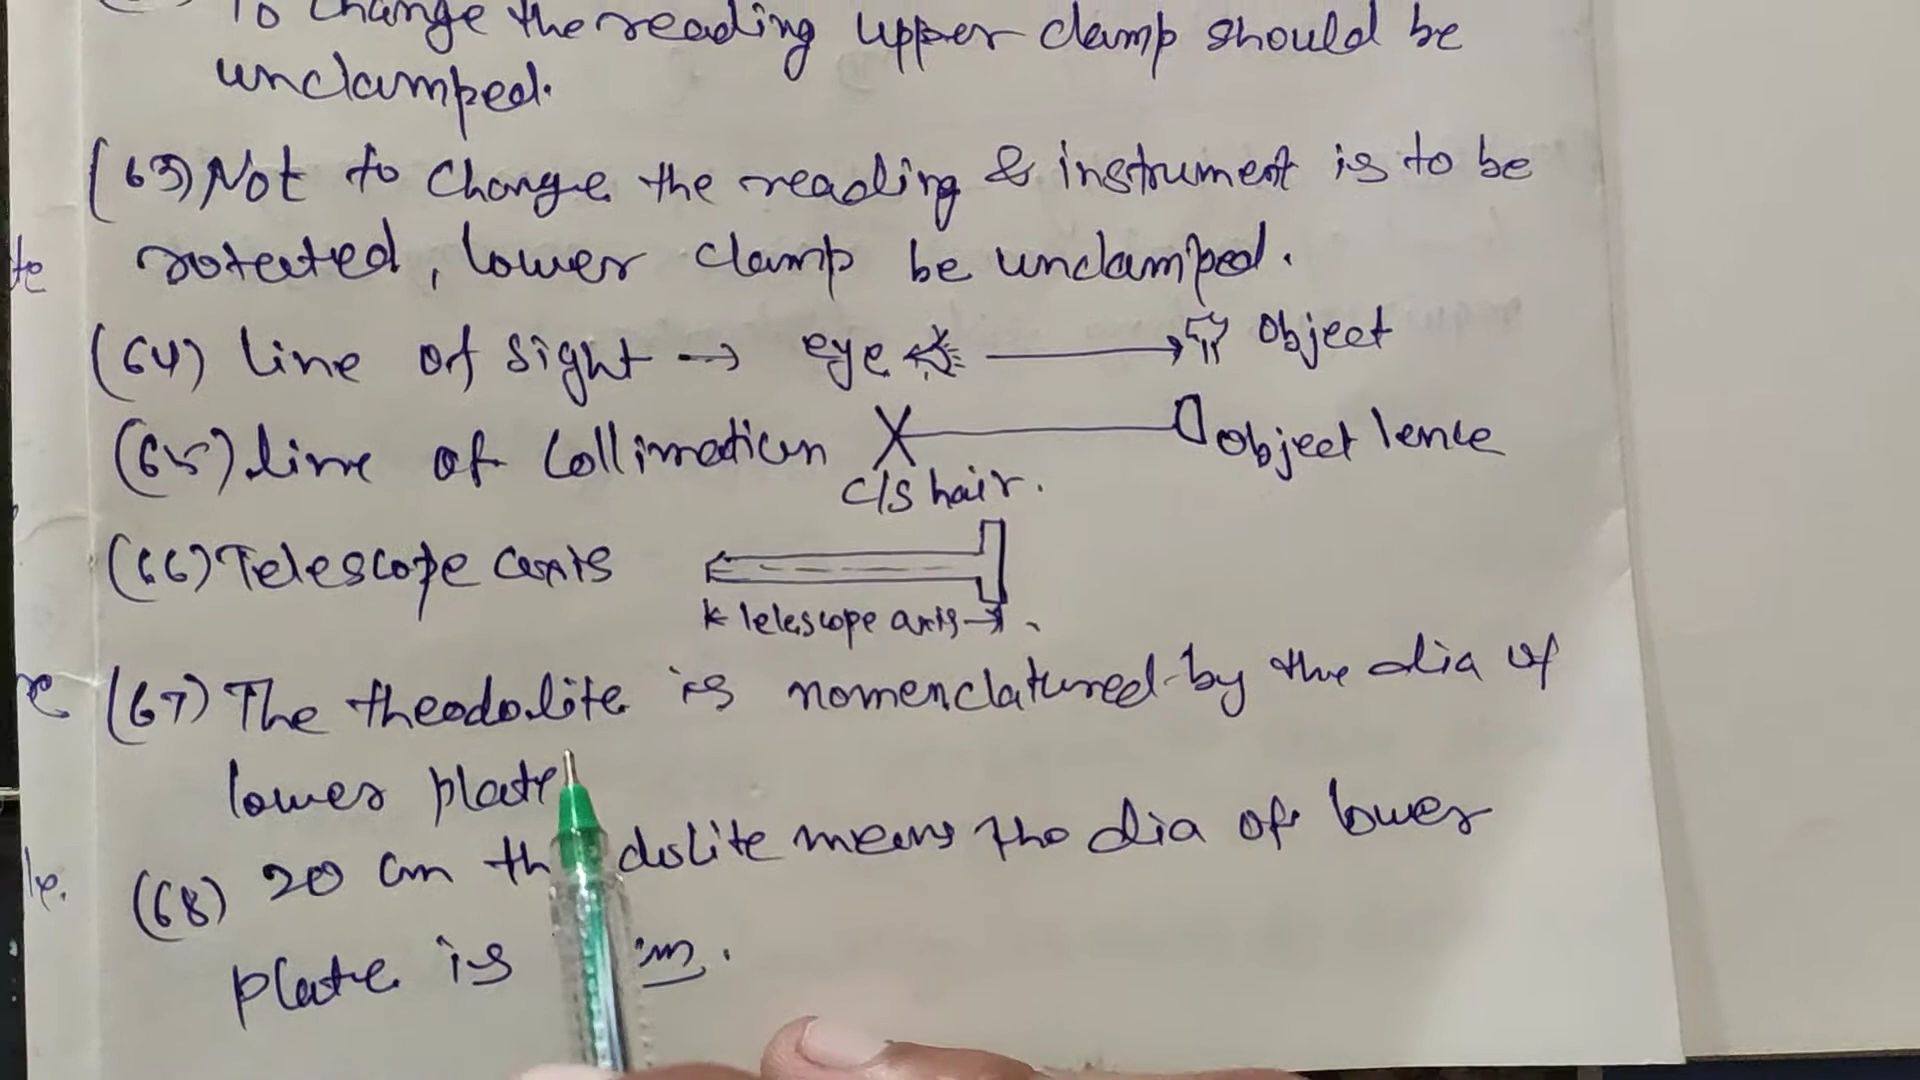 To change the reading upper clamp should be
unclamped.
(63) Not to change the reading & instrument is to be
te
rotated, lower clamp be unclamped.
(64) line of sight → eye object
(65) line of Collimation object lence
c/s hair.
(66) Telescope axis
telescope axis
(67) The theodolite is nomenclatured by the dia of
lower plate
le.
(68) 20 cm th dolite means the dia of lower
plate is m.